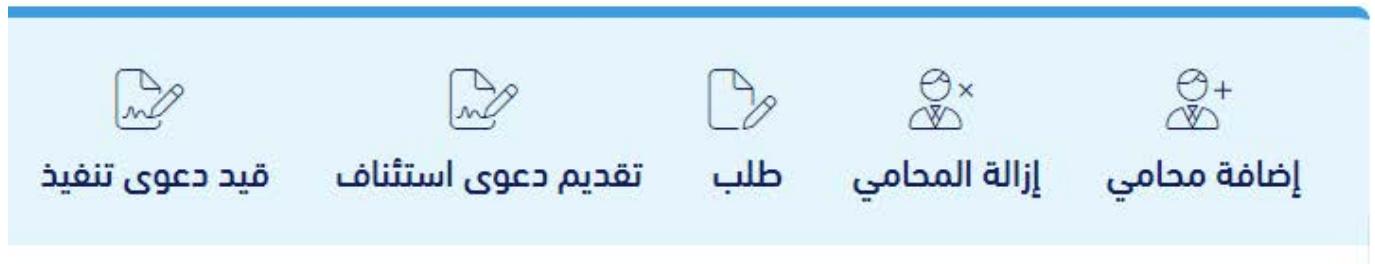 إضافة محامي
إزالة المحامي
طلب
تقديم دعوى استئناف
قيد دعوى تنفيذ